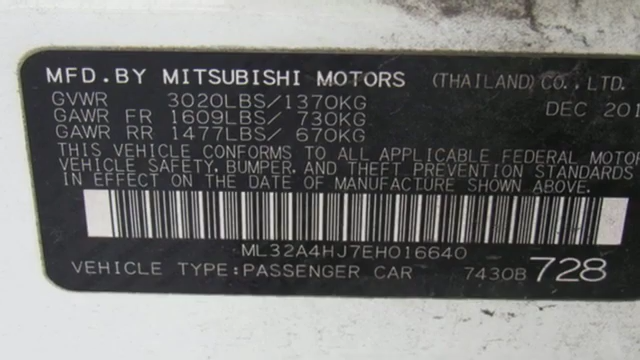 MFD. BY MITSUBISHI MOTORS (THAILAND) CO., LTD.
GVWR 3020LBS/1370KG DEC 201
GAWR FR 1609LBS/ 730KG
GAWR RR 1477LBS/ 670KG
THIS VEHICLE CONFORMS TO ALL APPLICABLE FEDERAL MOTOR
VEHICLE SAFETY, BUMPER, AND THEFT PREVENTION STANDARDS
IN EFFECT ON THE DATE OF MANUFACTURE SHOWN ABOVE.
ML32A4HJ7EH016640
VEHICLE TYPE:PASSENGER CAR 7430B 728